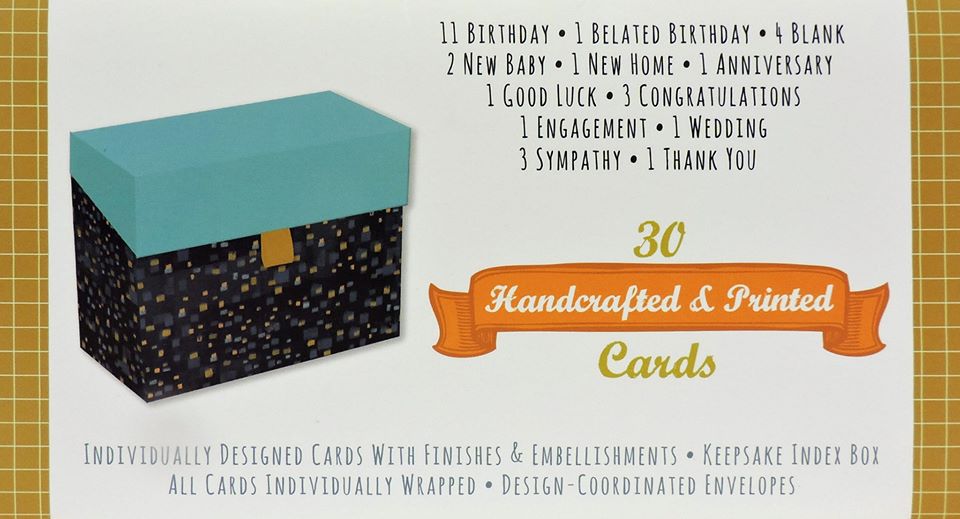 11 Birthday • 1 Belated Birthday • 4 Blank
2 New Baby • 1 New Home • 1 Anniversary
1 Good Luck • 3 Congratulations
1 Engagement • 1 Wedding
3 Sympathy • 1 Thank You
30
Handcrafted & Printed
Cards
Individually Designed Cards With Finishes & Embellishments • Keepsake Index Box
All Cards Individually Wrapped • Design-Coordinated Envelopes